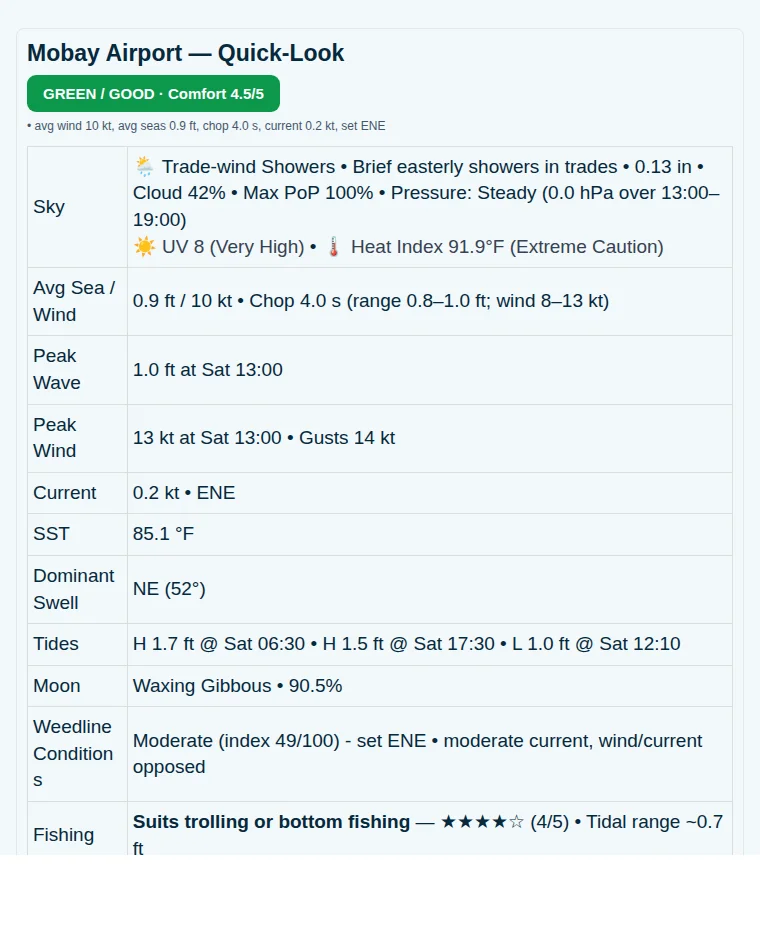 Mobay Airport — Quick-Look
GREEN / GOOD · Comfort 4.5/5
• avg wind 10 kt, avg seas 0.9 ft, chop 4.0 s, current 0.2 kt, set ENE
Sky
🌦️ Trade-wind Showers • Brief easterly showers in trades • 0.13 in •
Cloud 42% • Max PoP 100% • Pressure: Steady (0.0 hPa over 13:00–
19:00)
☀️ UV 8 (Very High) • 🌡️ Heat Index 91.9°F (Extreme Caution)
Avg Sea /
Wind
0.9 ft / 10 kt • Chop 4.0 s (range 0.8–1.0 ft; wind 8–13 kt)
Peak
Wave
1.0 ft at Sat 13:00
Peak
Wind
13 kt at Sat 13:00 • Gusts 14 kt
Current
0.2 kt • ENE
SST
85.1 °F
Dominant
Swell
NE (52°)
Tides
H 1.7 ft @ Sat 06:30 • H 1.5 ft @ Sat 17:30 • L 1.0 ft @ Sat 12:10
Moon
Waxing Gibbous • 90.5%
Weedline
Condition
s
Moderate (index 49/100) - set ENE • moderate current, wind/current
opposed
Fishing
Suits trolling or bottom fishing — ★★★★☆ (4/5) • Tidal range ~0.7
ft